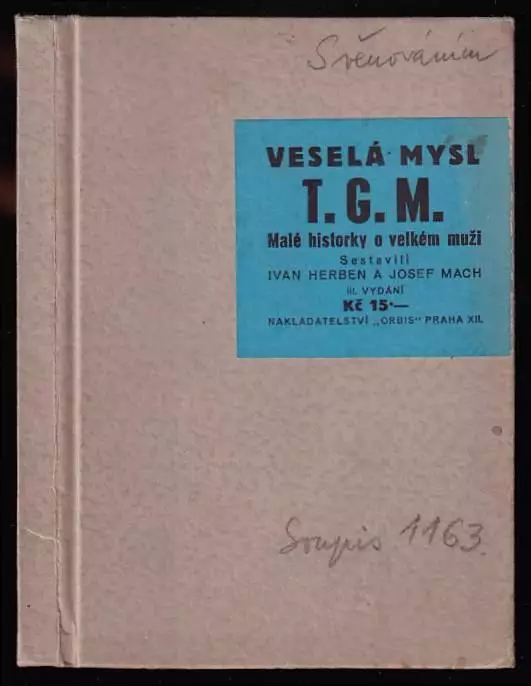 S věnováním
VESELÁ MYSL
T. G. M.
Malé historky o velkém muži
Sestavili
IVAN HERBEN A JOSEF MACH
III. VYDÁNÍ
Kč 15·—
NAKLADATELSTVÍ „ORBIS“ PRAHA XII.
Soupis 1163.